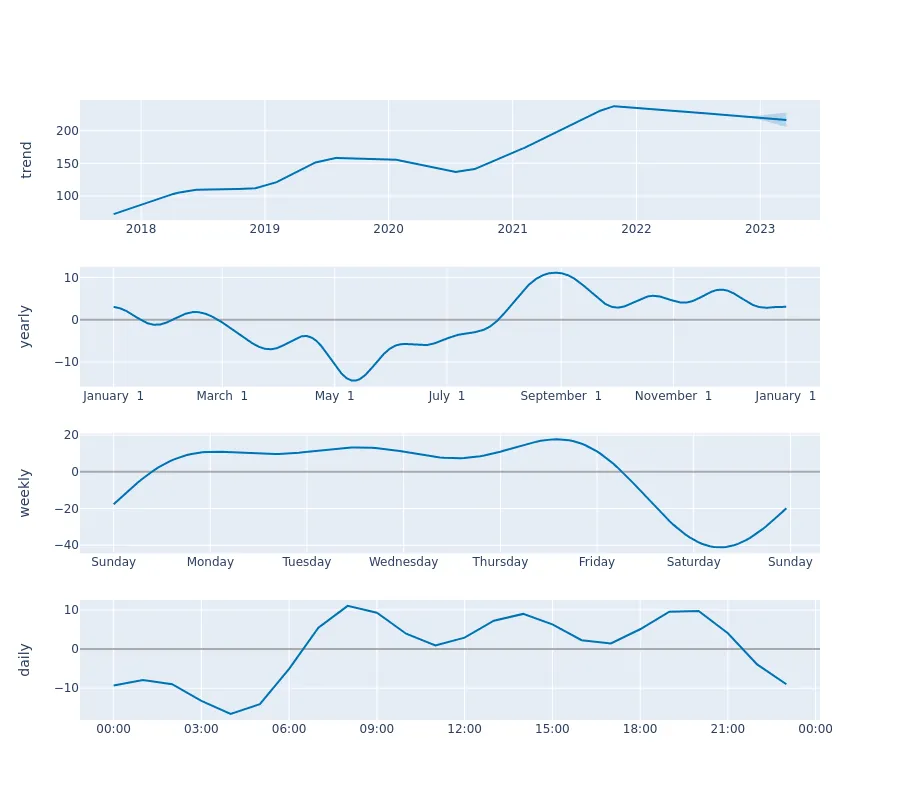 trend
200
150
100
2018 2019 2020 2021 2022 2023
yearly
10
0
−10
January 1 March 1 May 1 July 1 September 1 November 1 January 1
weekly
20
0
−20
−40
Sunday Monday Tuesday Wednesday Thursday Friday Saturday Sunday
daily
10
0
−10
00:00 03:00 06:00 09:00 12:00 15:00 18:00 21:00 00:00